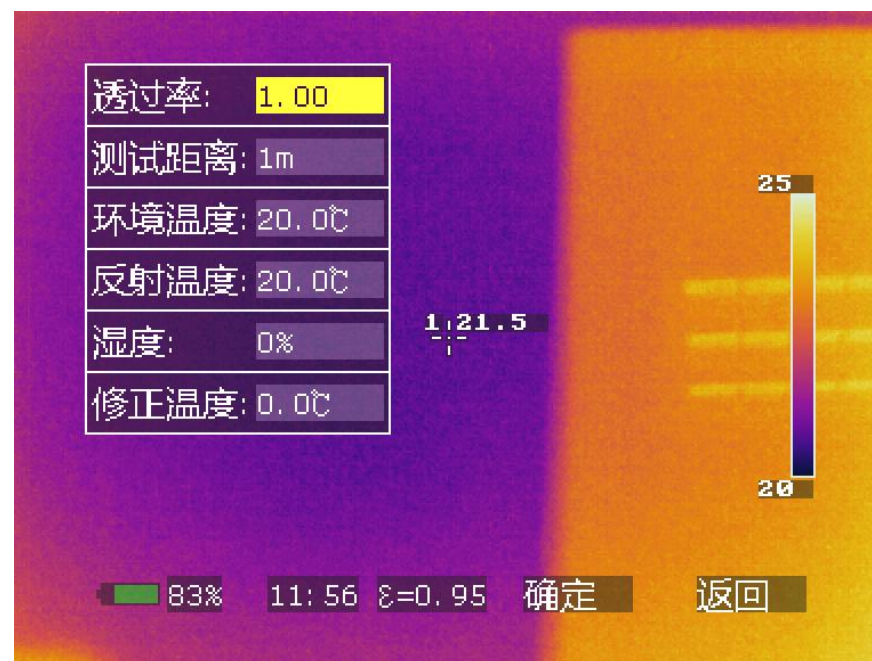 透过率: 1.00
测试距离: 1m
环境温度: 20.0℃
反射温度: 20.0℃
湿度: 0%
修正温度: 0.0℃
1 21.5
25
20
83% 11:56 ε=0.95 确定 返回